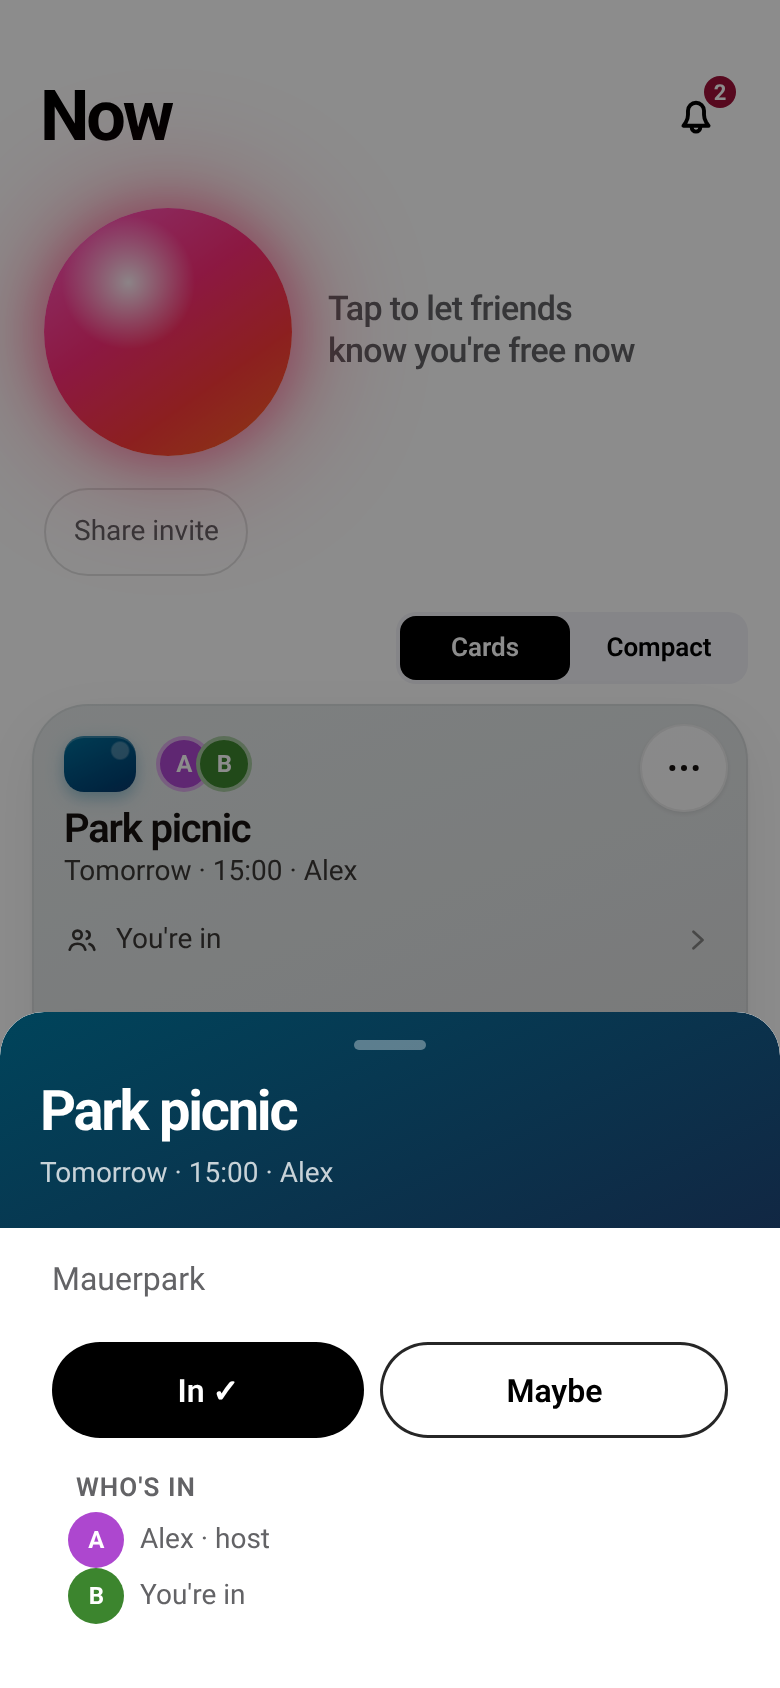 Now
2
Tap to let friends
know you're free now
Share invite
Cards
Compact
A
B
Park picnic
Tomorrow · 15:00 · Alex
You're in
Park picnic
Tomorrow · 15:00 · Alex
Mauerpark
In ✓
Maybe
WHO'S IN
A
Alex · host
B
You're in